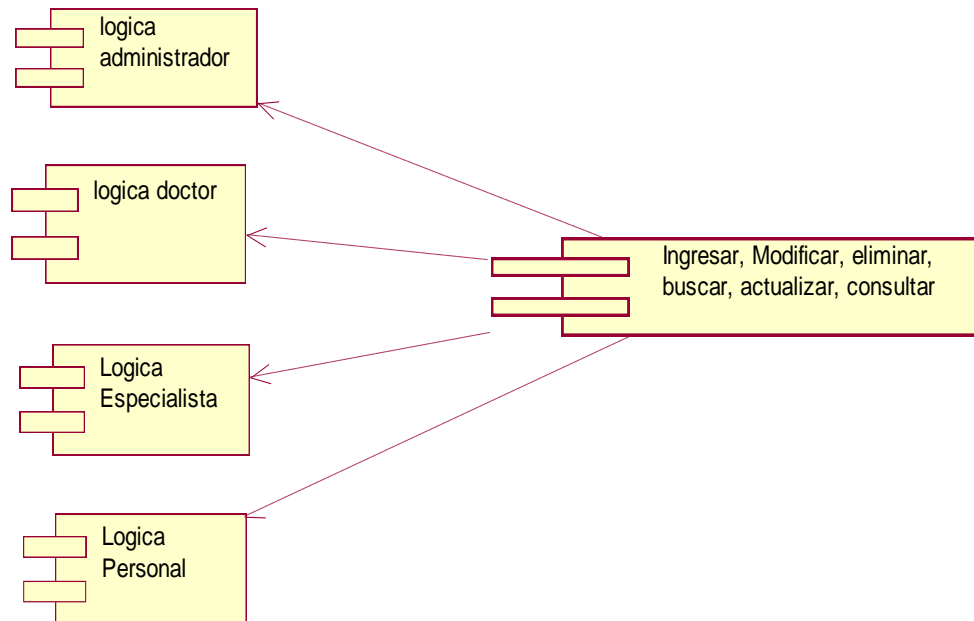 logica
administrador
logica doctor
Ingresar, Modificar, eliminar,
buscar, actualizar, consultar
Logica
Especialista
Logica
Personal